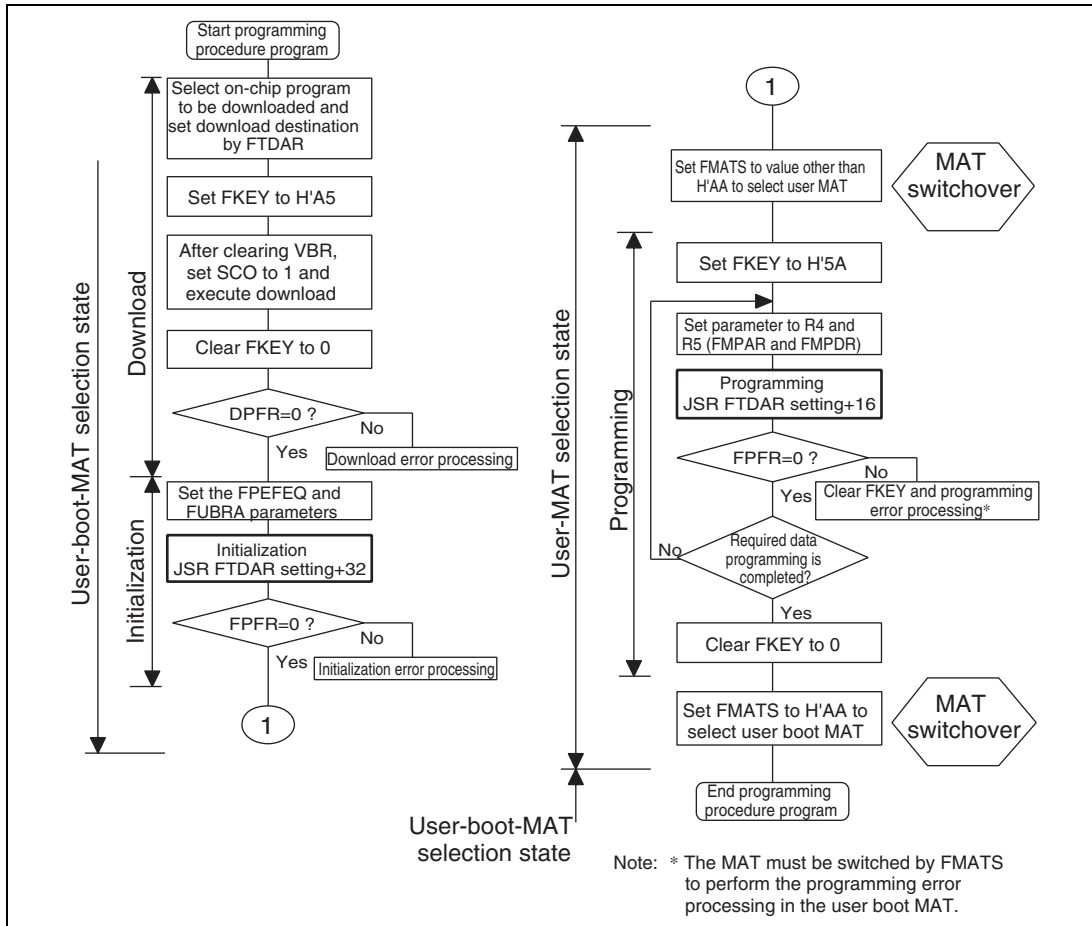 Start programming
procedure program
Select on-chip program
to be downloaded and
set download destination
by FTDAR
Set FKEY to H'A5
After clearing VBR,
set SCO to 1 and
execute download
Clear FKEY to 0
DPFR=0 ?
No
Yes
Download error processing
Set the FPEFEQ and
FUBRA parameters
Initialization
JSR FTDAR setting+32
FPFR=0 ?
No
Yes
Initialization error processing
1
Download
Initialization
User-boot-MAT selection state
1
Set FMATS to value other than
H'AA to select user MAT
MAT
switchover
Set FKEY to H'5A
Set parameter to R4 and
R5 (FMPAR and FMPDR)
Programming
JSR FTDAR setting+16
FPFR=0 ?
No
Yes
Clear FKEY and programming
error processing*
Required data
programming is
completed?
No
Yes
Clear FKEY to 0
Set FMATS to H'AA to
select user boot MAT
MAT
switchover
End programming
procedure program
Programming
User-MAT selection state
User-boot-MAT
selection state
Note: * The MAT must be switched by FMATS
to perform the programming error
processing in the user boot MAT.